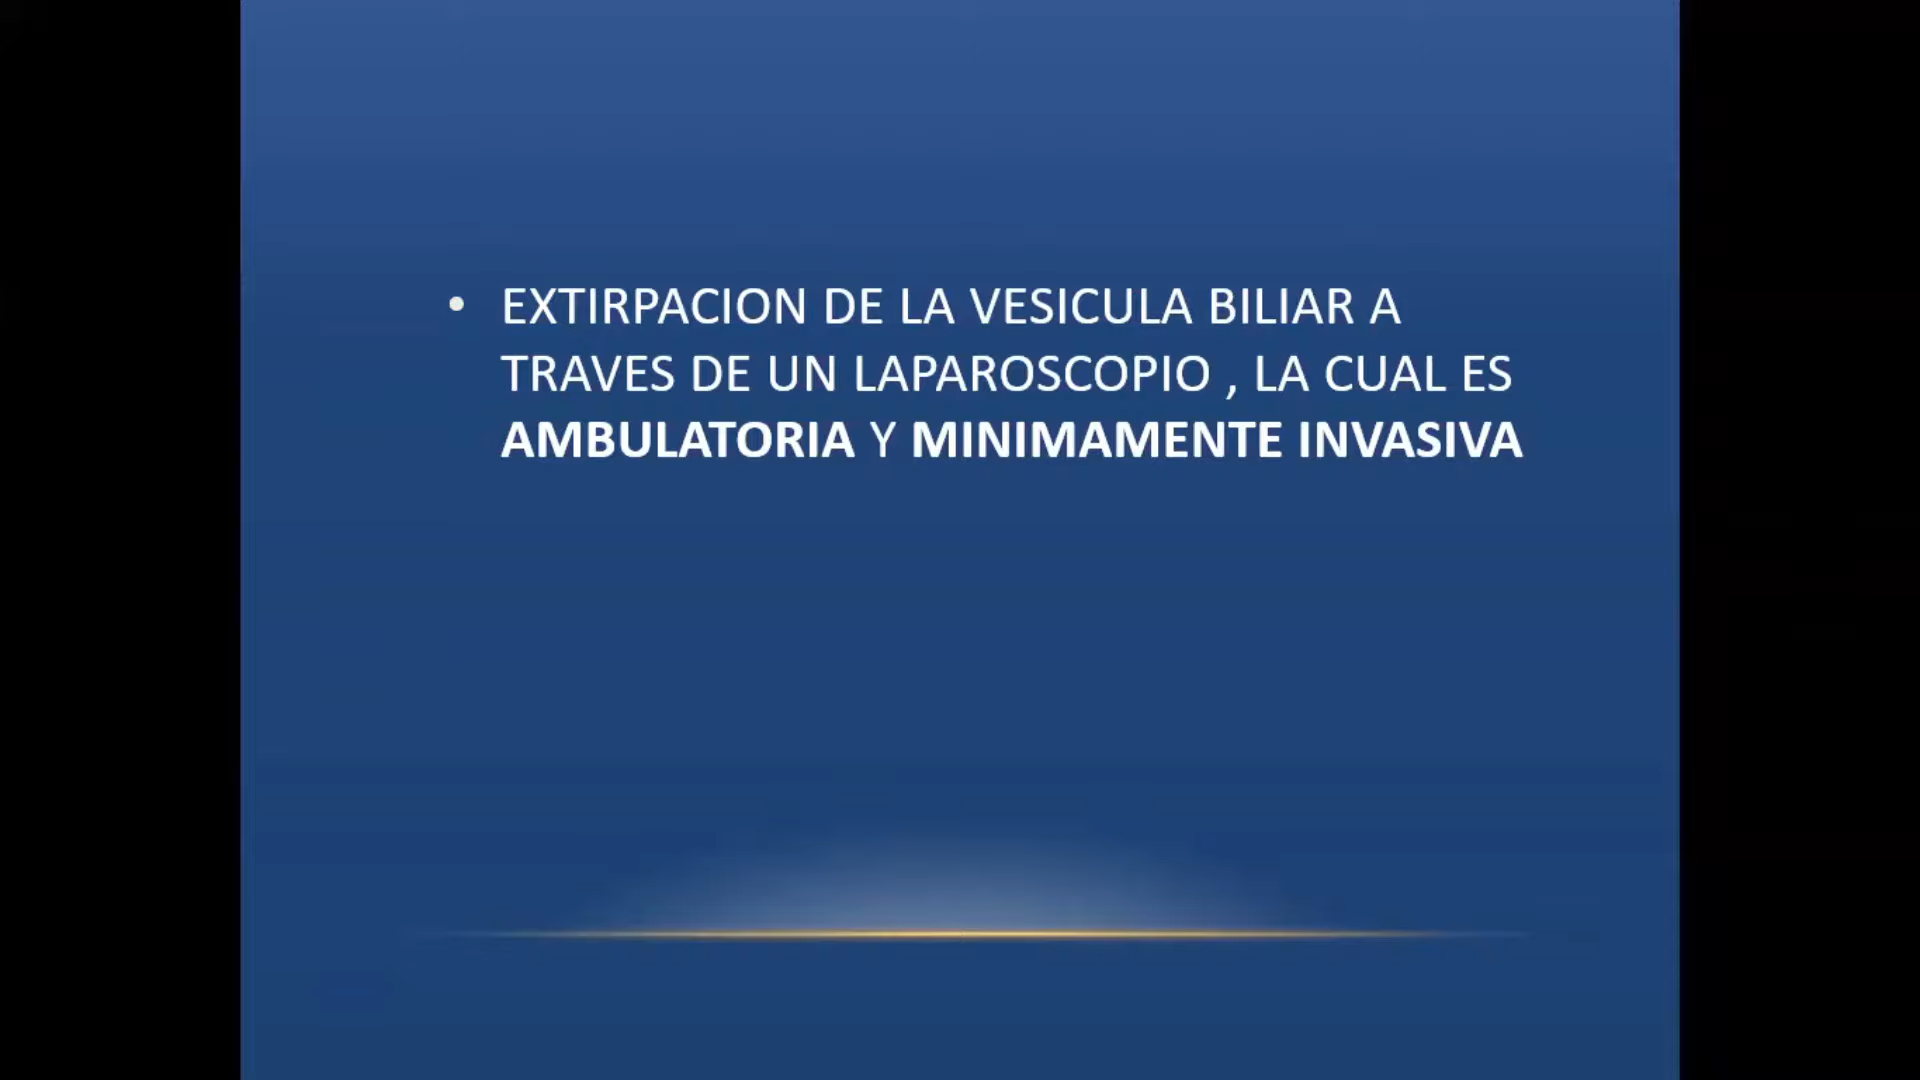 • EXTIRPACION DE LA VESICULA BILIAR A
TRAVES DE UN LAPAROSCOPIO , LA CUAL ES
AMBULATORIA Y MINIMAMENTE INVASIVA